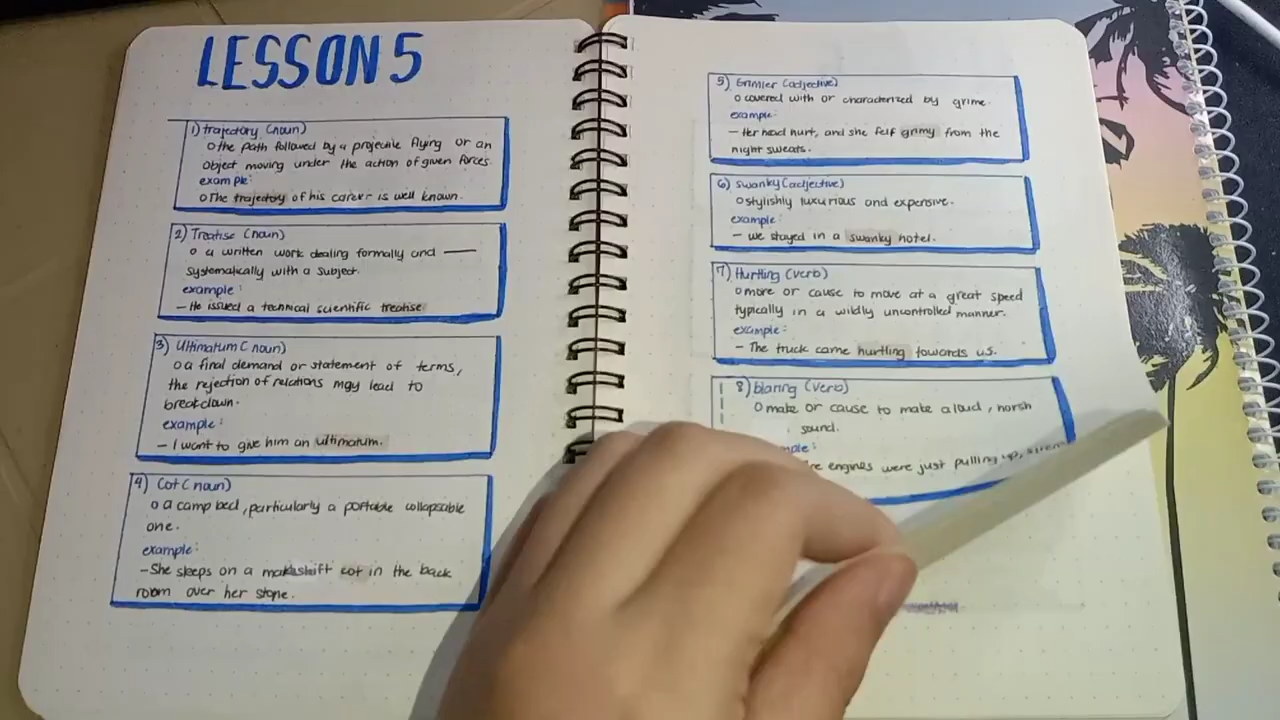 LESSON 5
1) trajectory (noun)
o the path followed by a projectile flying or an
object moving under the action of given forces.
example:
o The trajectory of his career is well known.
2) Treatise (noun)
o a written work dealing formally and
systematically with a subject.
example:
- He issued a technical scientific treatise
3) Ultimatum (noun)
o a final demand or statement of terms,
the rejection of relations may lead to
breakdown.
example:
- I want to give him an ultimatum.
4) Cot (noun)
o a camp bed, particularly a portable collapsable
one.
example:
- She sleeps on a makeshift cot in the back
room over her stone.
5) Grimier (adjective)
o covered with or characterized by grime.
example:
- Her head hurt, and she felt grimy from the
night sweats.
6) swanky (adjective)
o stylishly luxurious and expensive.
example:
- we stayed in a swanky hotel.
7) Hurtling (verb)
o more or cause to move at a great speed
typically in a wildly uncontrolled manner.
example:
- The truck came hurtling towards us.
8) blaring (verb)
o make or cause to make a loud, harsh
sound.
mple:
re engines were just pulling up,